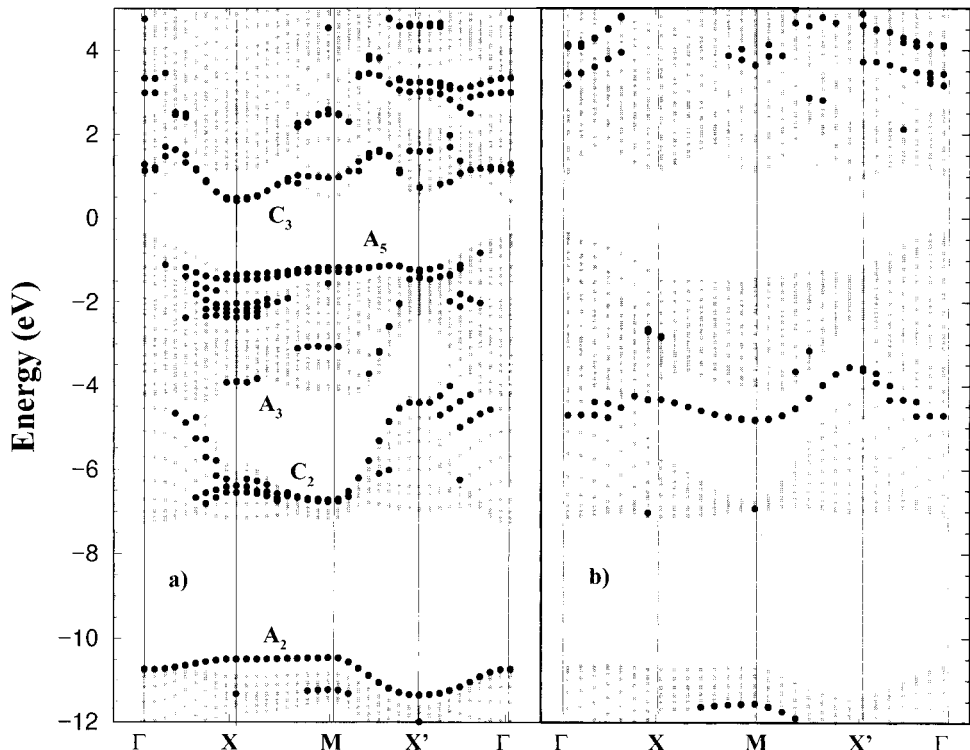 Energy (eV)
4
2
0
−2
−4
−6
−8
−10
−12
C3
A5
A3
C2
a)
A2
b)
Γ X M X' Γ
Γ X M X' Γ